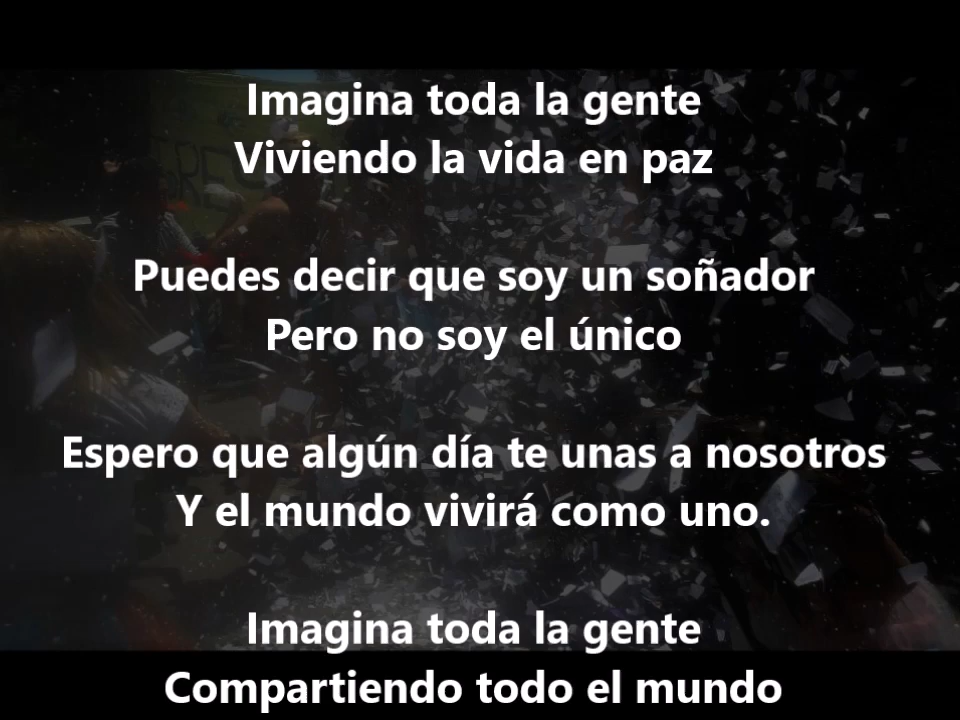 Imagina toda la gente
Viviendo la vida en paz
Puedes decir que soy un soñador
Pero no soy el único
Espero que algún día te unas a nosotros
Y el mundo vivirá como uno.
Imagina toda la gente
Compartiendo todo el mundo